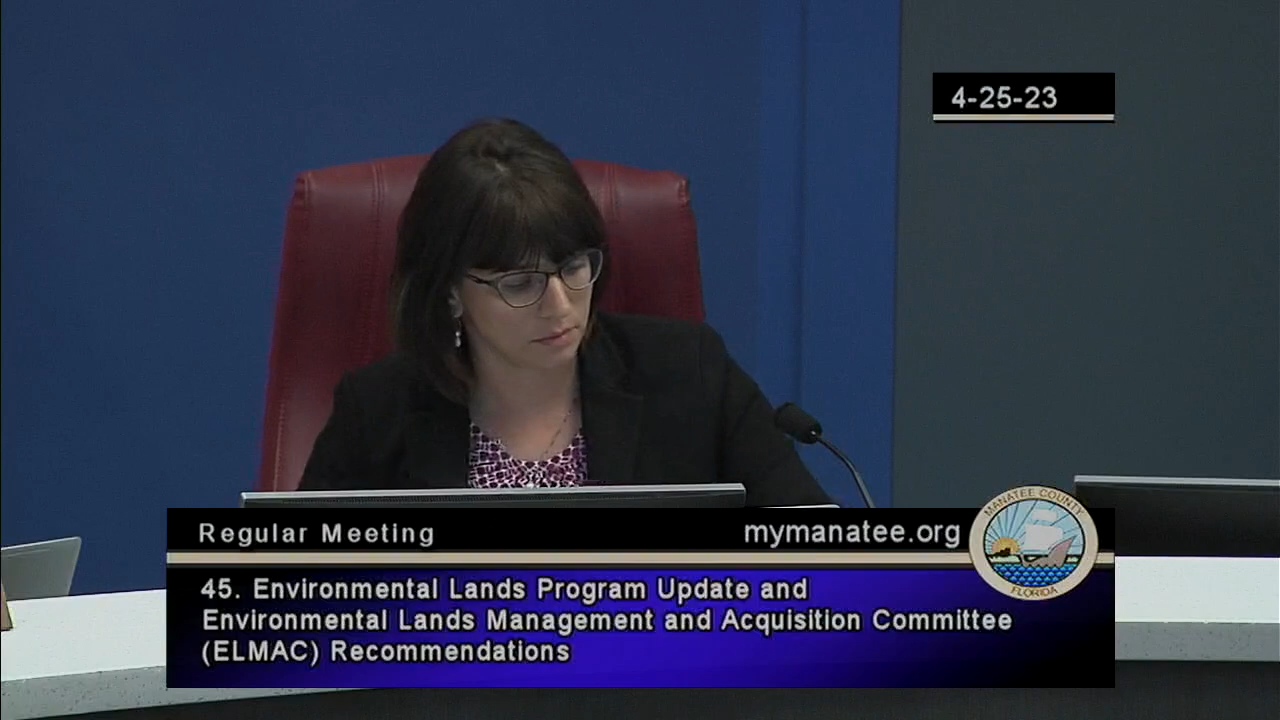 4-25-23
Regular Meeting
mymanatee.org
MANATEE COUNTY
FLORIDA
45. Environmental Lands Program Update and
Environmental Lands Management and Acquisition Committee
(ELMAC) Recommendations